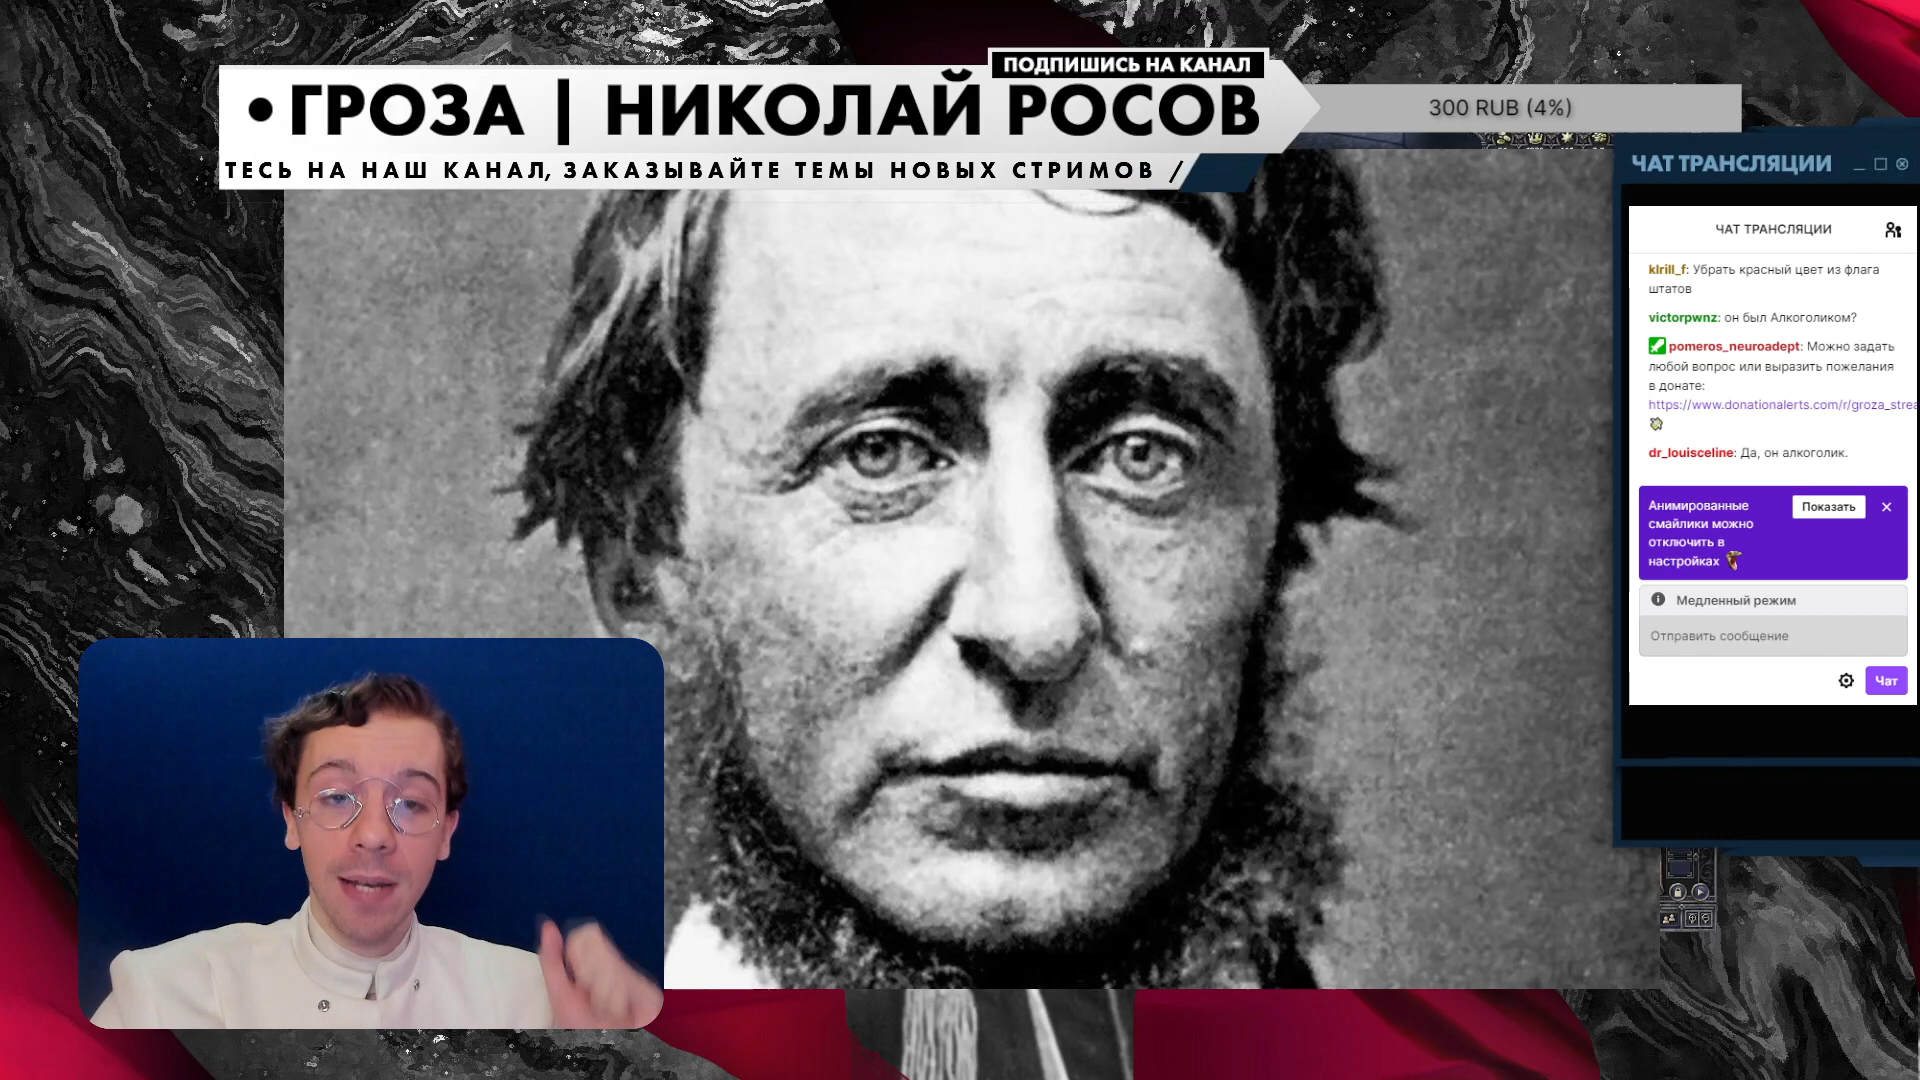 ПОДПИШИСЬ НА КАНАЛ
• ГРОЗА | НИКОЛАЙ РОСОВ
300 RUB (4%)
ТЕСЬ НА НАШ КАНАЛ, ЗАКАЗЫВАЙТЕ ТЕМЫ НОВЫХ СТРИМОВ /
ЧАТ ТРАНСЛЯЦИИ
ЧАТ ТРАНСЛЯЦИИ
klrill_f: Убрать красный цвет из флага
штатов
victorpwnz: он был Алкоголиком?
pomeros_neuroadept: Можно задать
любой вопрос или выразить пожелания
в донате:
https://www.donationalerts.com/r/groza_strea
dr_louisceline: Да, он алкоголик.
Анимированные
смайлики можно
отключить в
настройках
Показать
Медленный режим
Отправить сообщение
Чат